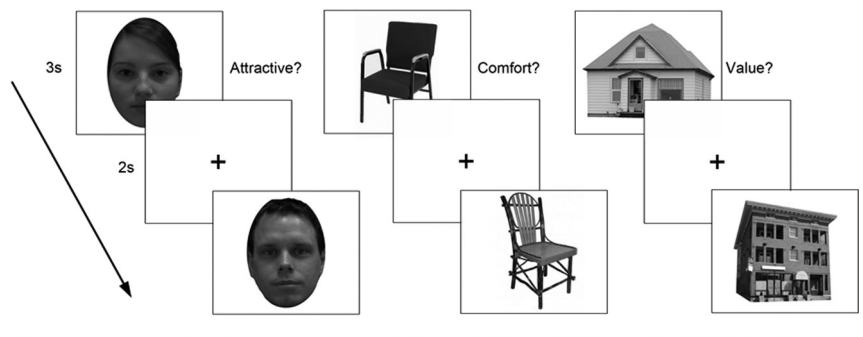 3s
Attractive?
Comfort?
Value?
2s
+
+
+